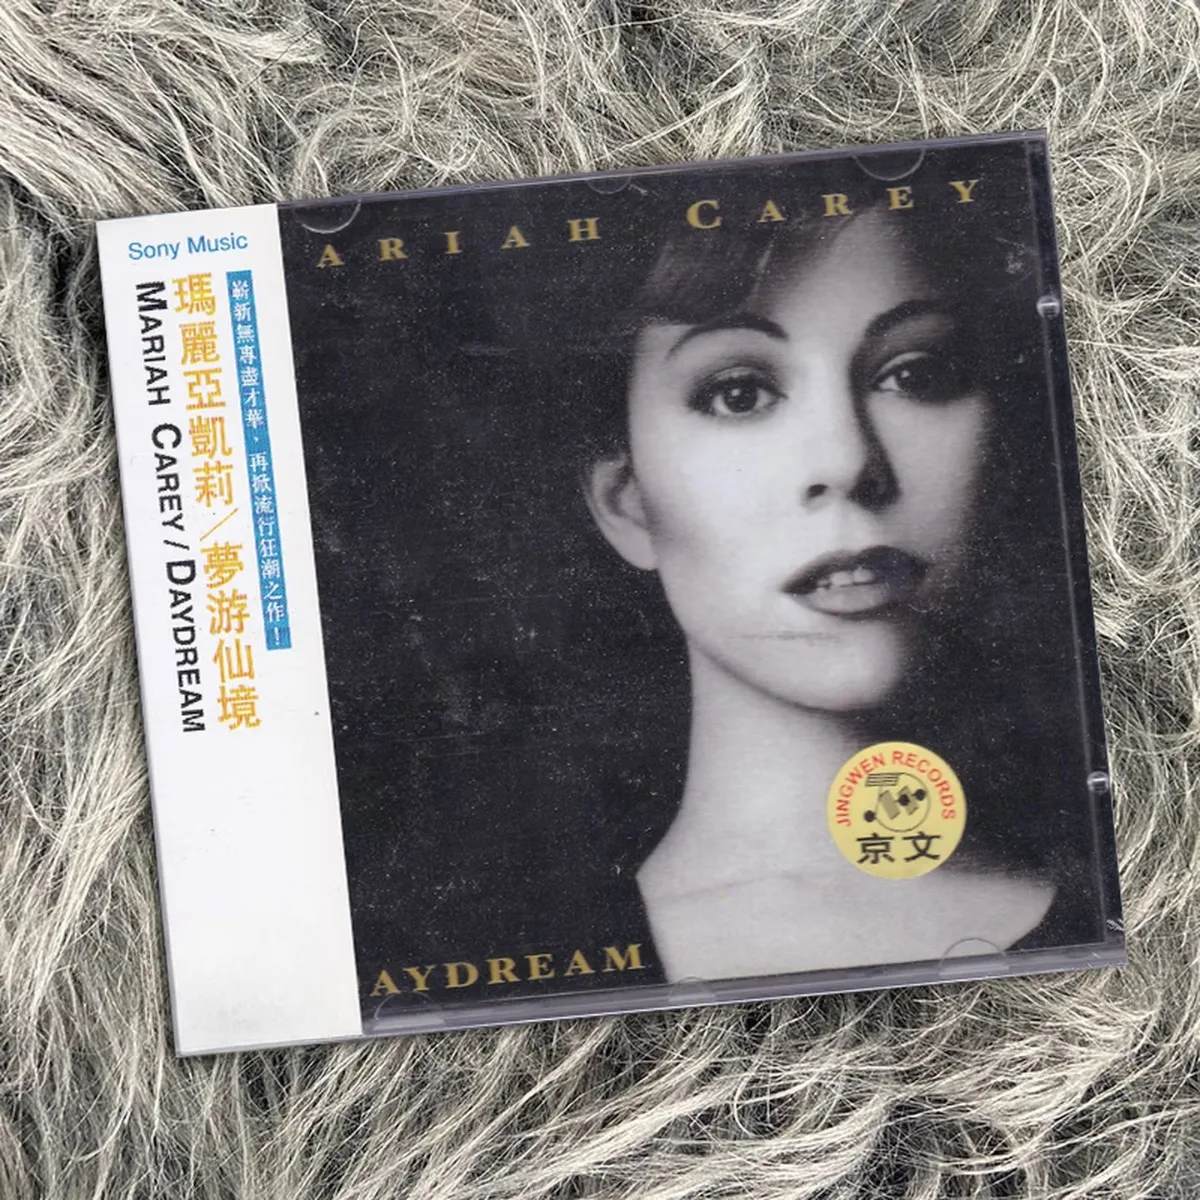 Sony Music
嶄新無專盡才華、再掀流行狂潮之作!
瑪麗亞凱莉/夢游仙境
MARIAH CAREY / DAYDREAM
ARIAH CAREY
JINGWEN RECORDS
京文
AYDREAM